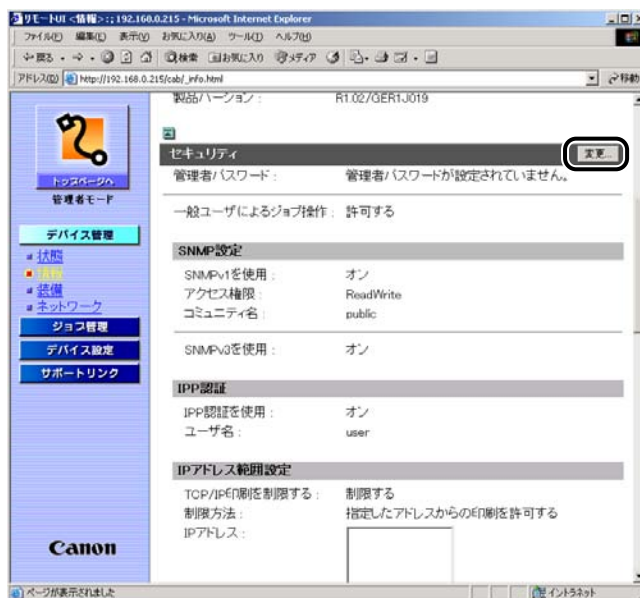 リモートUI <情報> : ; 192.168.0.215 - Microsoft Internet Explorer
ファイル(F) 編集(E) 表示(V) お気に入り(A) ツール(T) ヘルプ(H)
戻る 検索 お気に入り メディア
アドレス(D) http://192.168.0.215/cab/_info.html 移動
製品バージョン : R1.02/GER1J019
セキュリティ 変更...
管理者パスワード : 管理者パスワードが設定されていません。
一般ユーザによるジョブ操作 : 許可する
SNMP設定
SNMPv1を使用 : オン
アクセス権限 : ReadWrite
コミュニティ名 : public
SNMPv3を使用 : オン
IPP認証
IPP認証を使用 : オン
ユーザ名 : user
IPアドレス範囲設定
TCP/IP印刷を制限する : 制限する
制限方法 : 指定したアドレスからの印刷を許可する
IPアドレス :
トップページへ
管理者モード
デバイス管理
状態
情報
装備
ネットワーク
ジョブ管理
デバイス設定
サポートリンク
Canon
ページが表示されました イントラネット